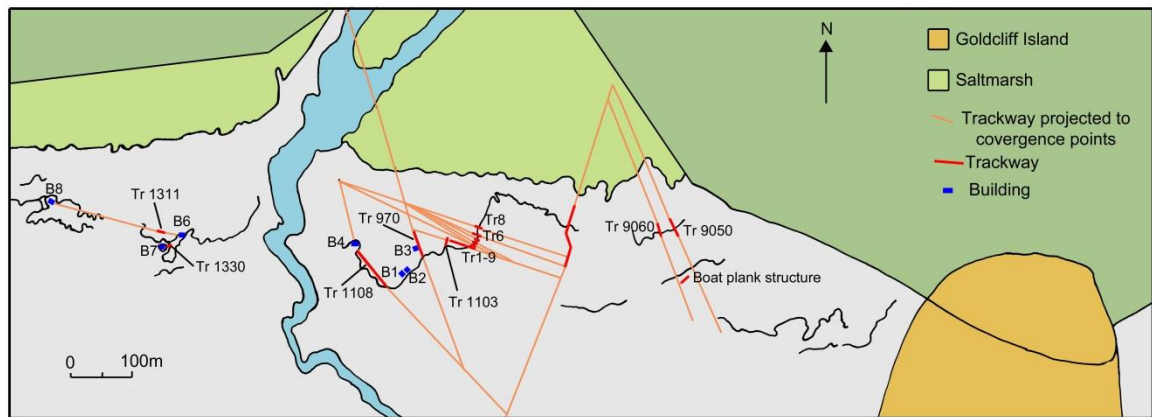 N
Goldcliff Island
Saltmarsh
Trackway projected to
covergence points
Trackway
Building
B8
Tr 1311
B6
B7
Tr 1330
B4
Tr 970
B3
B1
B2
Tr 1108
Tr 1103
Tr8
Tr6
Tr1-9
Tr 9060
Tr 9050
Boat plank structure
0 100m